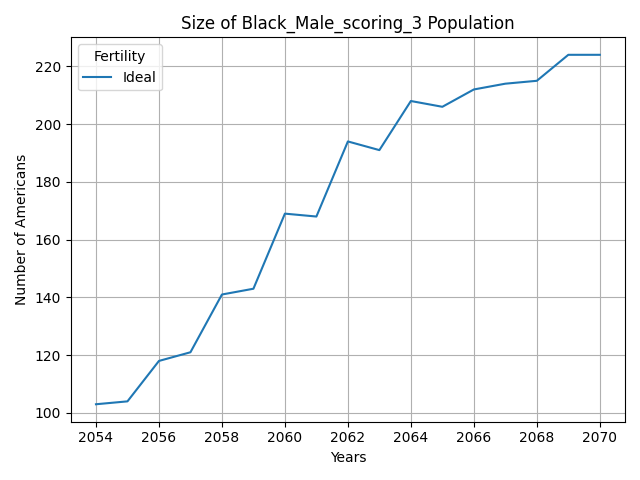 Size of Black_Male_scoring_3 Population
Fertility
Ideal
Number of Americans
220
200
180
160
140
120
100
2054 2056 2058 2060 2062 2064 2066 2068 2070
Years